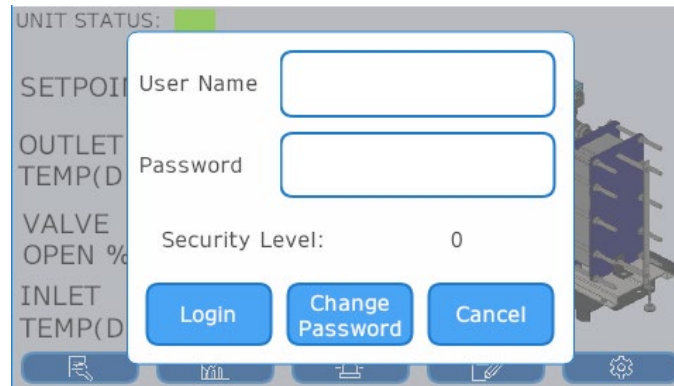 UNIT STATUS:
SETPOI
User Name
OUTLET
TEMP(D
Password
VALVE
OPEN %
Security Level: 0
INLET
TEMP(D
Login
Change
Password
Cancel